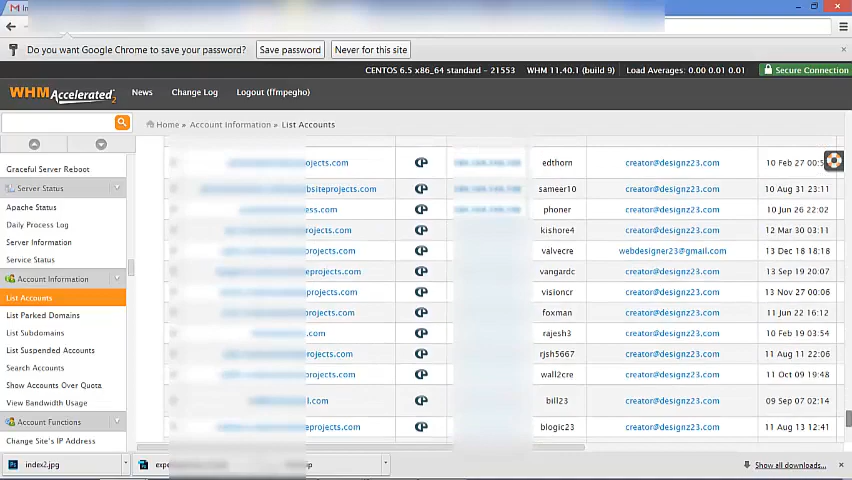 Do you want Google Chrome to save your password? Save password Never for this site
CENTOS 6.5 x86_64 standard - 21553 WHM 11.40.1 (build 9) Load Averages: 0.00 0.01 0.01 Secure Connection
WHM Accelerated2 News Change Log Logout (ffmpegho)
Home » Account Information » List Accounts
Graceful Server Reboot
Server Status
Apache Status
Daily Process Log
Server Information
Service Status
Account Information
List Accounts
List Parked Domains
List Subdomains
List Suspended Accounts
Search Accounts
Show Accounts Over Quota
View Bandwidth Usage
Account Functions
Change Site's IP Address
ojects.com edthorn creator@designz23.com 10 Feb 27 00:5
bsiteprojects.com sameer10 creator@designz23.com 10 Aug 31 23:11
ess.com phoner creator@designz23.com 10 Jun 26 22:02
projects.com kishore4 creator@designz23.com 12 Mar 30 03:11
projects.com valvecre webdesigner23@gmail.com 13 Dec 18 18:18
eprojects.com vangardc creator@designz23.com 13 Sep 19 20:07
projects.com visioncr creator@designz23.com 13 Nov 27 00:06
projects.com foxman creator@designz23.com 11 Jun 22 16:12
.com rajesh3 creator@designz23.com 10 Feb 19 03:54
projects.com rjsh5667 creator@designz23.com 11 Aug 11 22:06
projects.com wall2cre creator@designz23.com 11 Oct 09 19:48
l.com bill23 creator@designz23.com 09 Sep 07 02:14
eprojects.com blogic23 creator@designz23.com 11 Aug 13 12:41
index2.jpg Show all downloads...